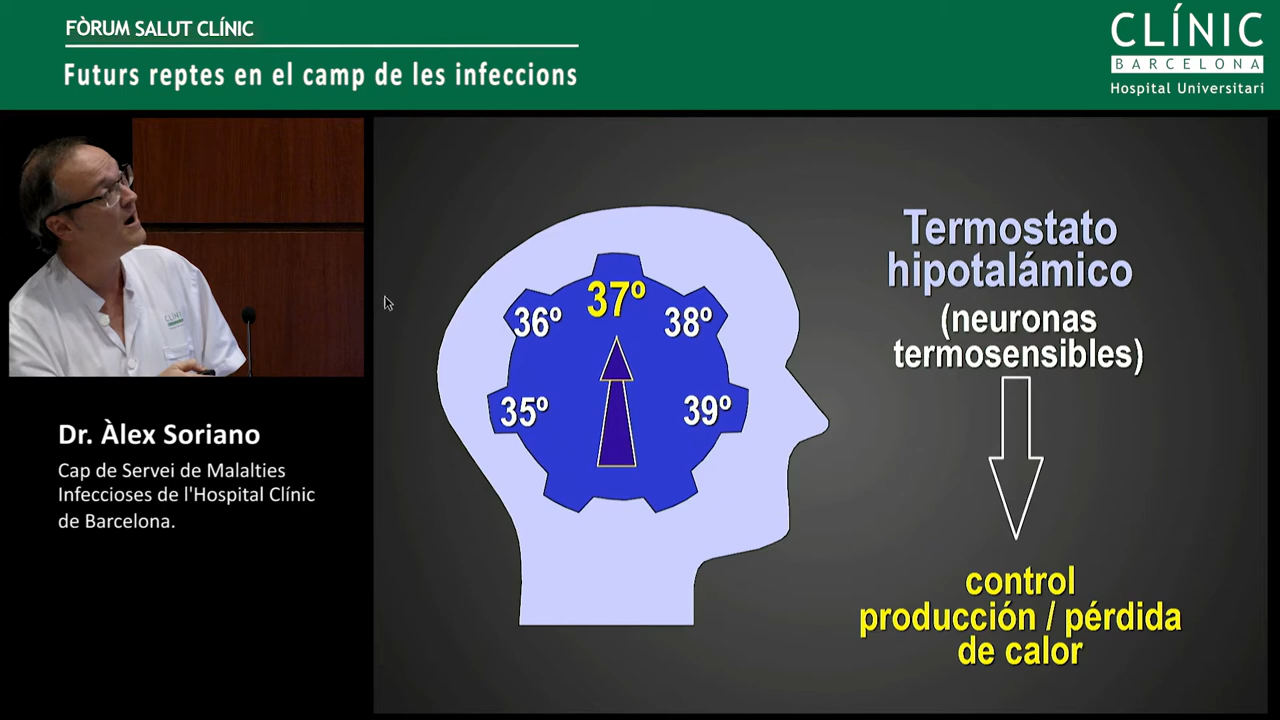 FÒRUM SALUT CLÍNIC
Futurs reptes en el camp de les infeccions
CLÍNIC
BARCELONA
Hospital Universitari
CLÍNIC
Dr. Àlex Soriano
Cap de Servei de Malalties
Infeccioses de l'Hospital Clínic
de Barcelona.
37º
36º
38º
35º
39º
Termostato
hipotalámico
(neuronas
termosensibles)
control
producción / pérdida
de calor